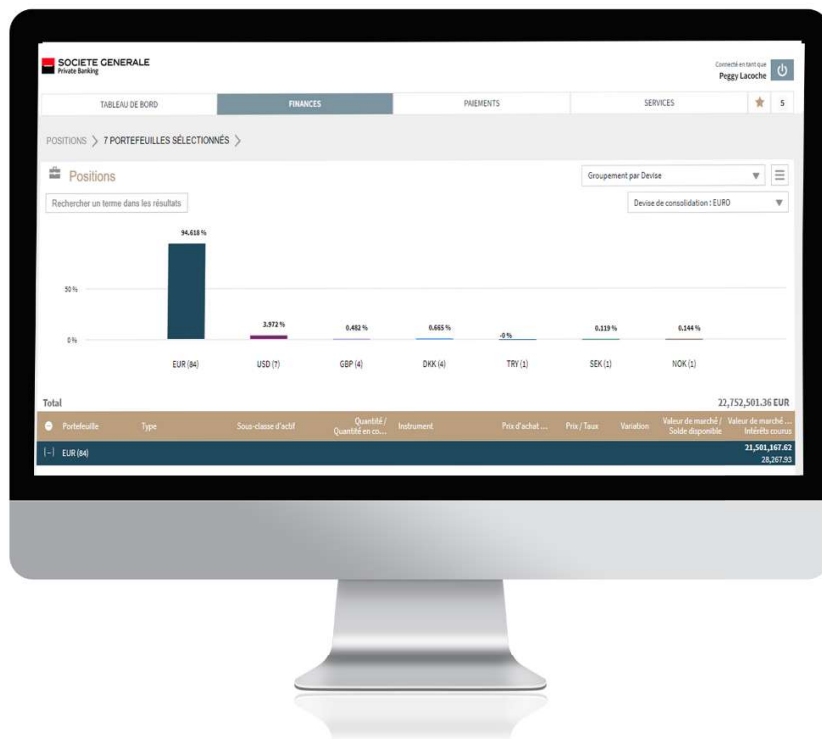 SOCIETE GENERALE
Private Banking
Connecté en tant que
Peggy Lacoche
TABLEAU DE BORD
FINANCES
PAIEMENTS
SERVICES
5
POSITIONS > 7 PORTEFEUILLES SÉLECTIONNÉS >
Positions
Groupement par Devise
Rechercher un terme dans les résultats
Devise de consolidation : EURO
94,618 %
50 %
3.972 %
0,482 %
0,665 %
-0 %
0,119 %
0,144 %
0 %
EUR (84)
USD (7)
GBP (4)
DKK (4)
TRY (1)
SEK (1)
NOK (1)
Total
22,752,501.36 EUR
Portefeuille
Type
Sous-classe d'actif
Quantité /
Quantité en co...
Instrument
Prix d'achat ...
Prix / Taux
Variation
Valeur de marché /
Solde disponible
Valeur de marché ...
Intérêts courus
[-] EUR (84)
21,501,167.62
28,267.93